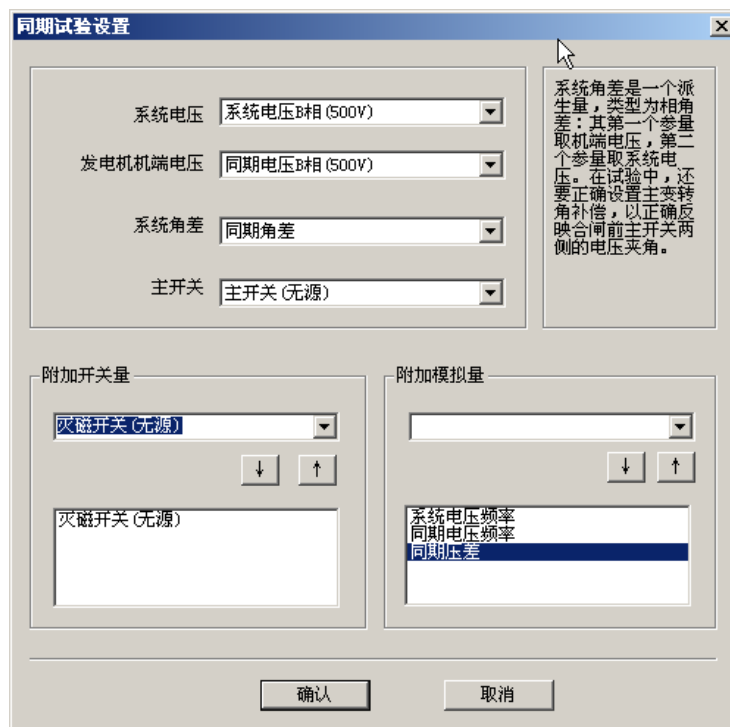 同期试验设置
系统电压
系统电压B相(500V)
发电机机端电压
同期电压B相(500V)
系统角差
同期角差
主开关
主开关(无源)
系统角差是一个派
生量，类型为相角
差：其第一个参量
取机端电压，第二
个参量取系统电
压。在试验中，还
要正确设置主变转
角补偿，以正确反
映合闸前主开关两
侧的电压夹角。
附加开关量
灭磁开关(无源)
↓ ↑
灭磁开关(无源)
附加模拟量
↓ ↑
系统电压频率
同期电压频率
同期压差
确认
取消